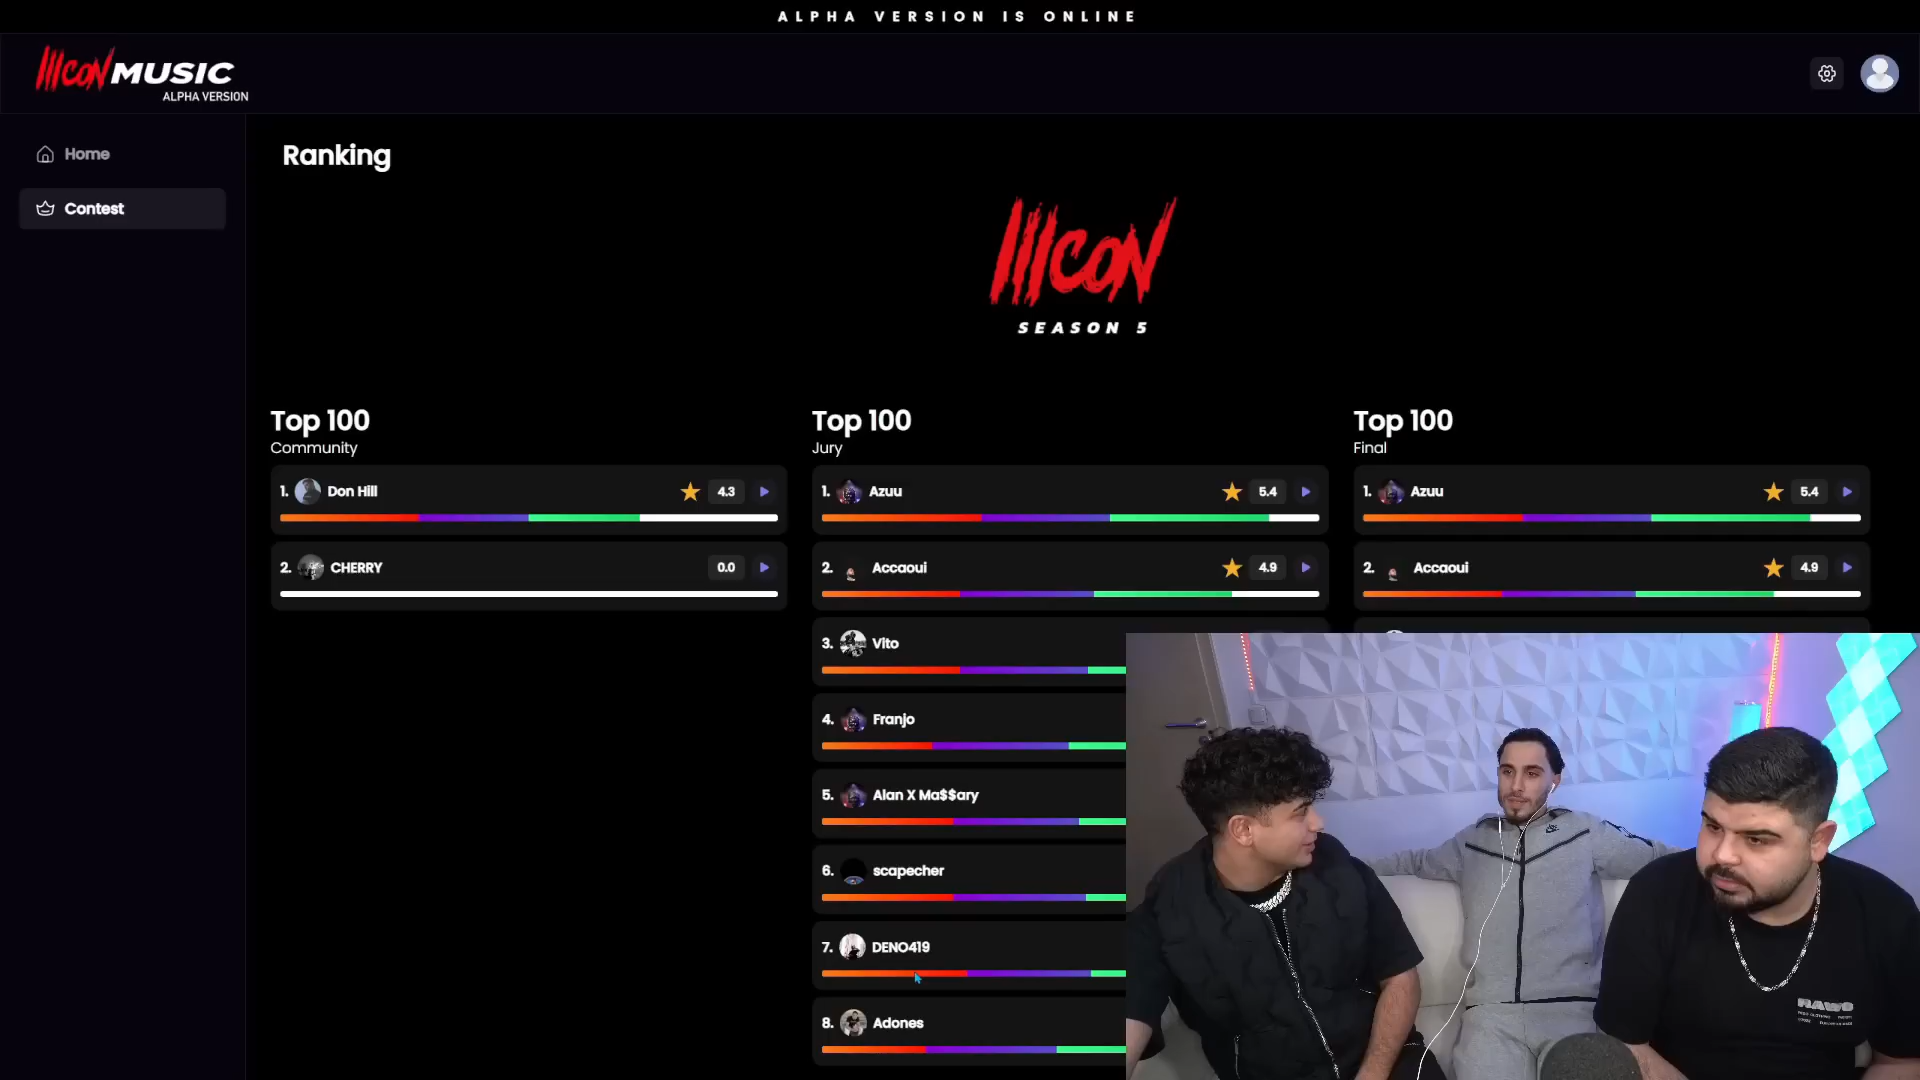 ALPHA VERSION IS ONLINE
IIICON MUSIC
ALPHA VERSION
Home
Contest
Ranking
IIICON
SEASON 5
Top 100
Community
1. Don Hill 4.3
2. CHERRY 0.0
Top 100
Jury
1. Azuu 5.4
2. Accaoui 4.9
3. Vito
4. Franjo
5. Alan X Ma$$ary
6. scapecher
7. DENO419
8. Adones
Top 100
Final
1. Azuu 5.4
2. Accaoui 4.9